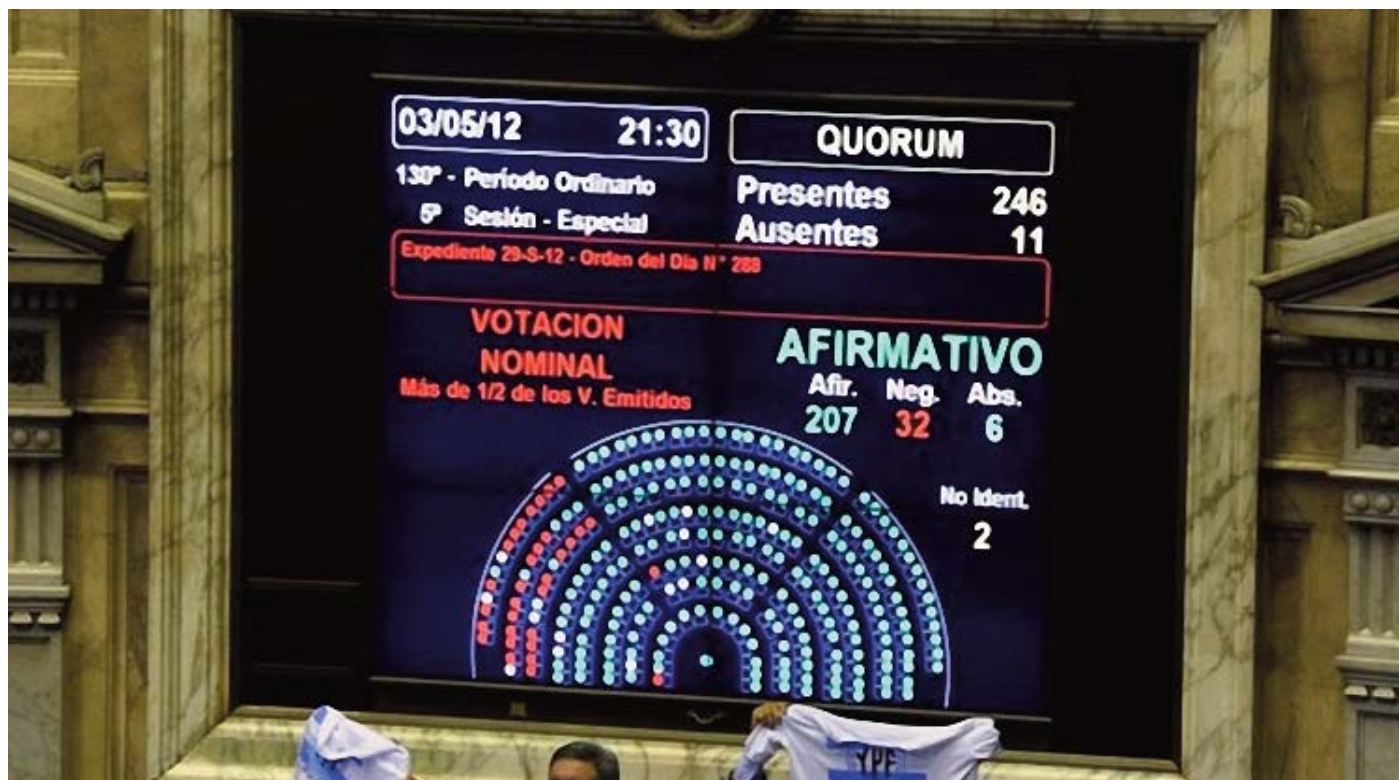 03/05/12 21:30
130° - Período Ordinario
5ª Sesión - Especial
QUORUM
Presentes 246
Ausentes 11
Expediente 29-S-12 - Orden del Día N° 288
VOTACION
NOMINAL
Más de 1/2 de los V. Emitidos
AFIRMATIVO
Afir. Neg. Abs.
207 32 6
No Ident.
2
YPF